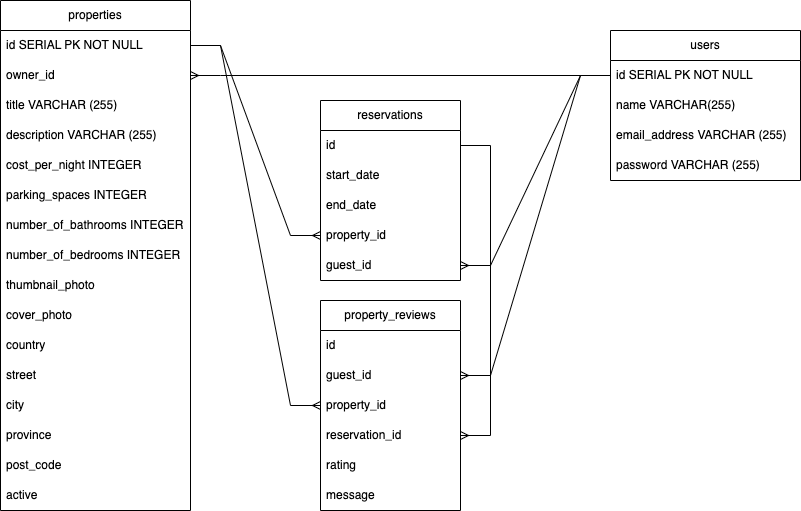 properties
id SERIAL PK NOT NULL
owner_id
title VARCHAR (255)
description VARCHAR (255)
cost_per_night INTEGER
parking_spaces INTEGER
number_of_bathrooms INTEGER
number_of_bedrooms INTEGER
thumbnail_photo
cover_photo
country
street
city
province
post_code
active
reservations
id
start_date
end_date
property_id
guest_id
property_reviews
id
guest_id
property_id
reservation_id
rating
message
users
id SERIAL PK NOT NULL
name VARCHAR(255)
email_address VARCHAR (255)
password VARCHAR (255)